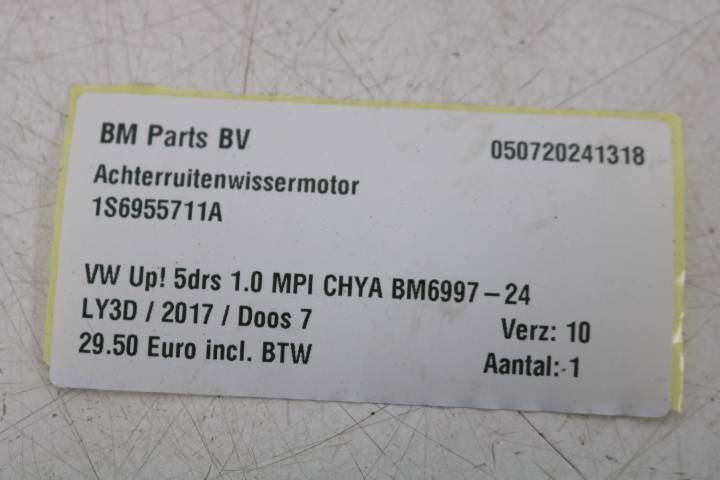 BM Parts BV 050720241318
Achterruitenwissermotor
1S6955711A
VW Up! 5drs 1.0 MPI CHYA BM6997-24
LY3D / 2017 / Doos 7 Verz: 10
29.50 Euro incl. BTW Aantal: 1